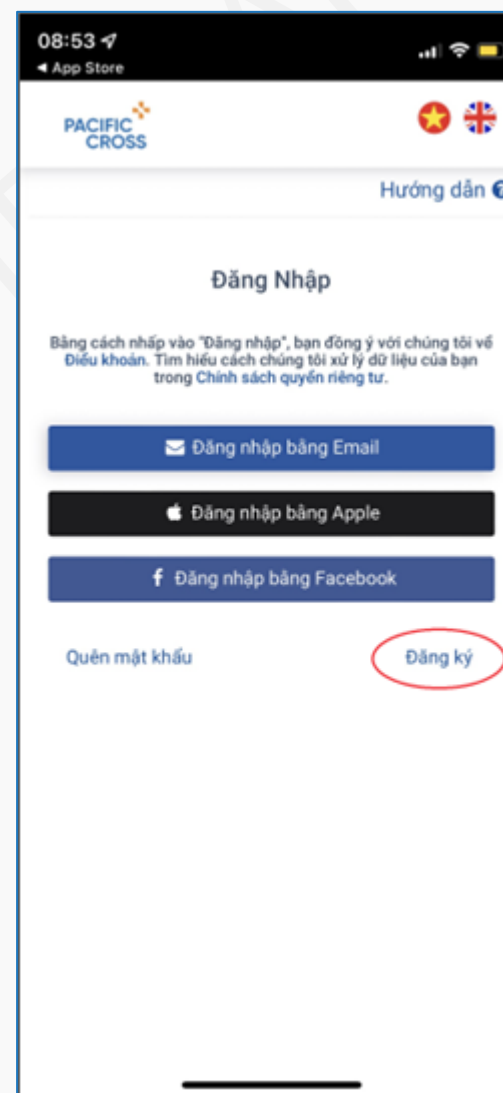 08:53
App Store
PACIFIC
CROSS
Hướng dẫn
Đăng Nhập
Bằng cách nhấp vào "Đăng nhập", bạn đồng ý với chúng tôi về
Điều khoản. Tìm hiểu cách chúng tôi xử lý dữ liệu của bạn
trong Chính sách quyền riêng tư.
Đăng nhập bằng Email
Đăng nhập bằng Apple
Đăng nhập bằng Facebook
Quên mật khẩu
Đăng ký